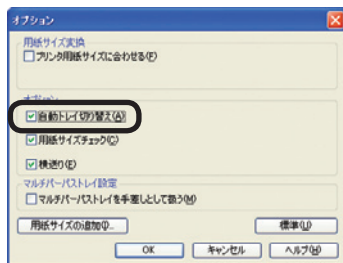 オプション
用紙サイズ変換
プリンタ用紙サイズに合わせる(F)
オプション
自動トレイ切り替え(A)
用紙サイズチェック(C)
横送り(E)
マルチパーパストレイ設定
マルチパーパストレイを手差しとして扱う(M)
用紙サイズの追加(I)...
標準(U)
OK
キャンセル
ヘルプ(H)